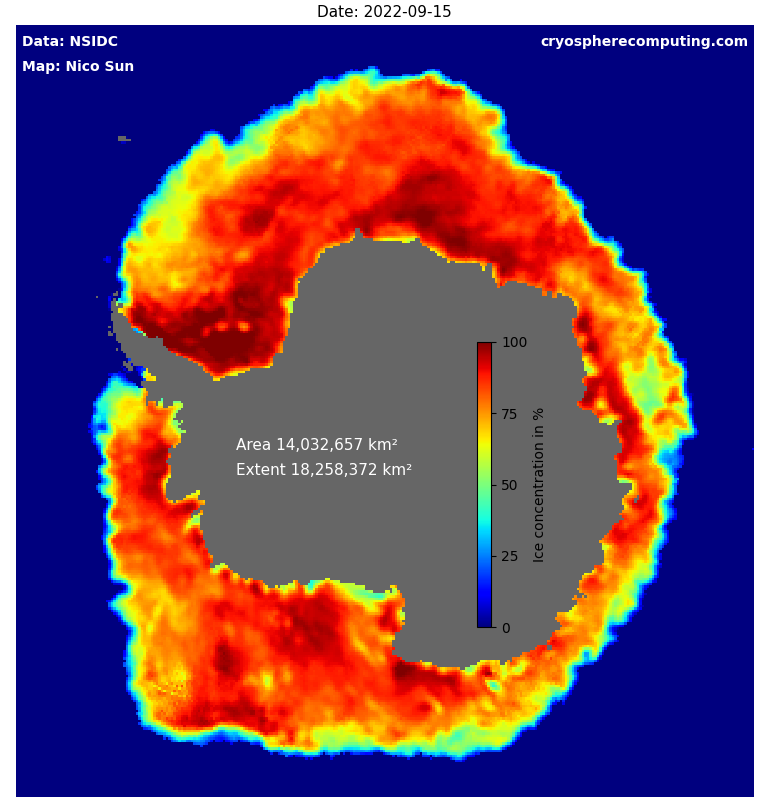 Date: 2022-09-15
Data: NSIDC
cryospherecomputing.com
Map: Nico Sun
100
75
50
25
0
Ice concentration in %
Area 14,032,657 km²
Extent 18,258,372 km²